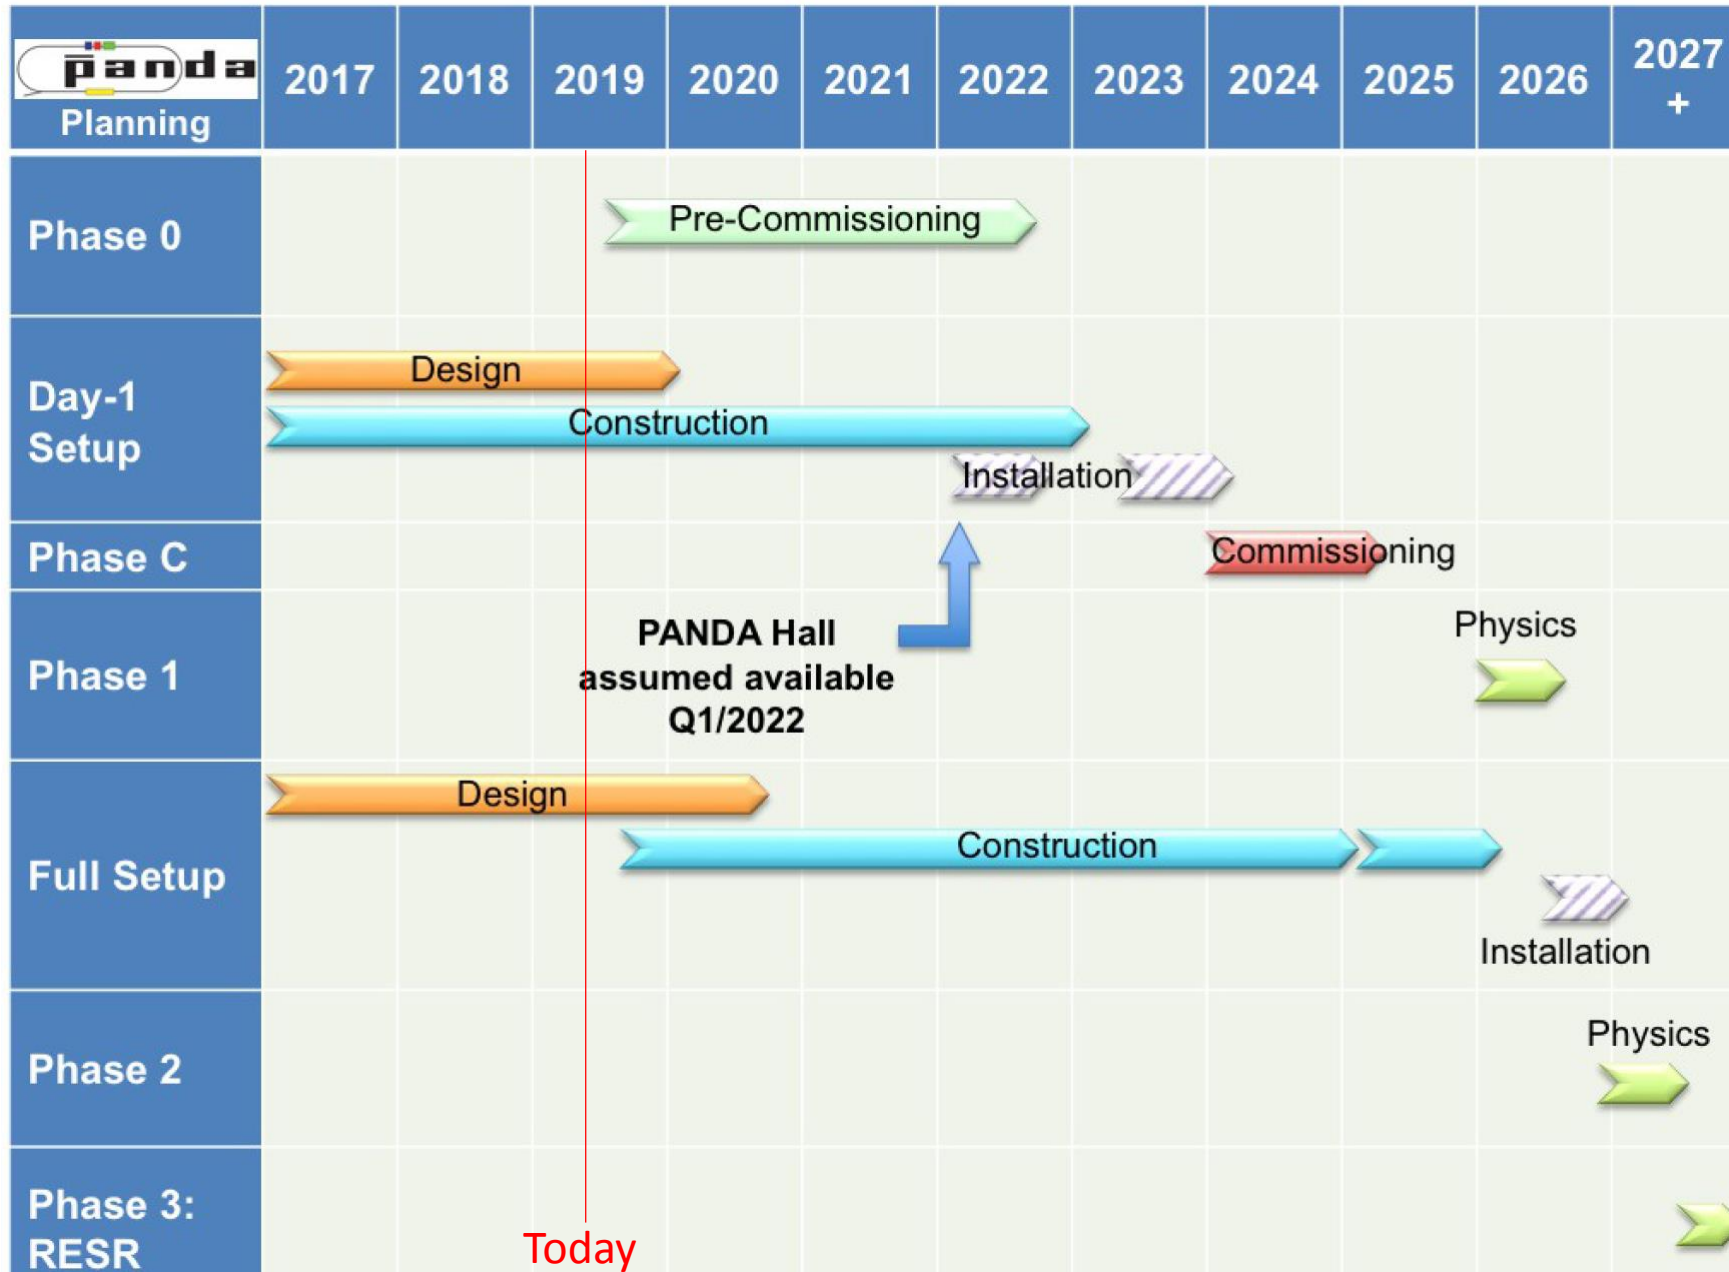 p̄anda
Planning
2017
2018
2019
2020
2021
2022
2023
2024
2025
2026
2027
+
Phase 0
Pre-Commissioning
Day-1
Setup
Design
Construction
Installation
Phase C
Commissioning
Phase 1
PANDA Hall
assumed available
Q1/2022
Physics
Full Setup
Design
Construction
Installation
Phase 2
Physics
Phase 3:
RESR
Today